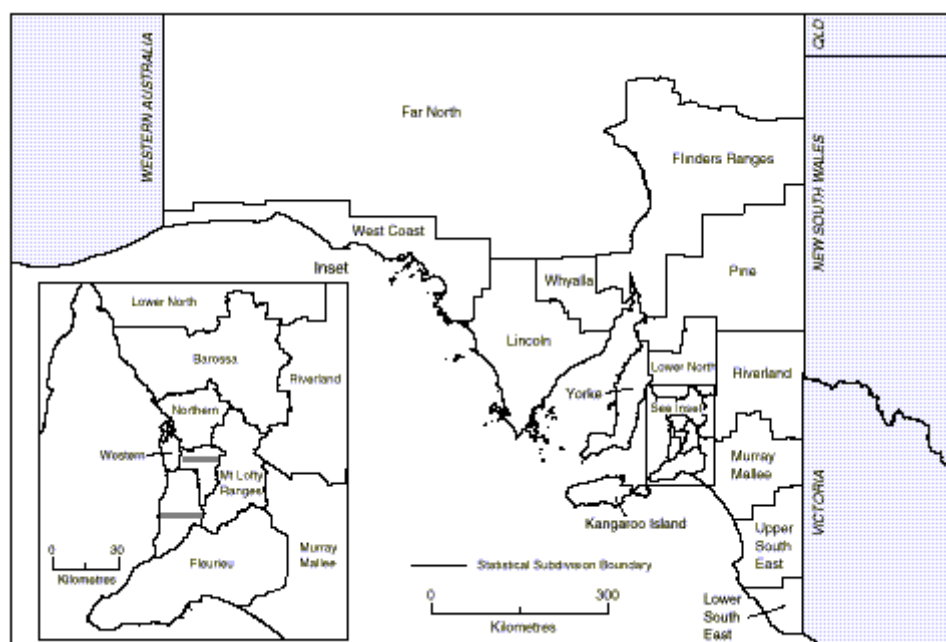 WESTERN AUSTRALIA
QLD
Far North
Flinders Ranges
NEW SOUTH WALES
West Coast
Pirie
Whyalla
Inset
Lower North
Lincoln
Barossa
Riverland
Yorke
Lower North
Riverland
Northern
See Inset
Western
Mt Lofty
Ranges
Murray
Mallee
VICTORIA
Kangaroo Island
Upper
South
East
0 30
Kilometres
Fleurieu
Murray
Mallee
Statistical Subdivision Boundary
0 300
Kilometres
Lower
South
East